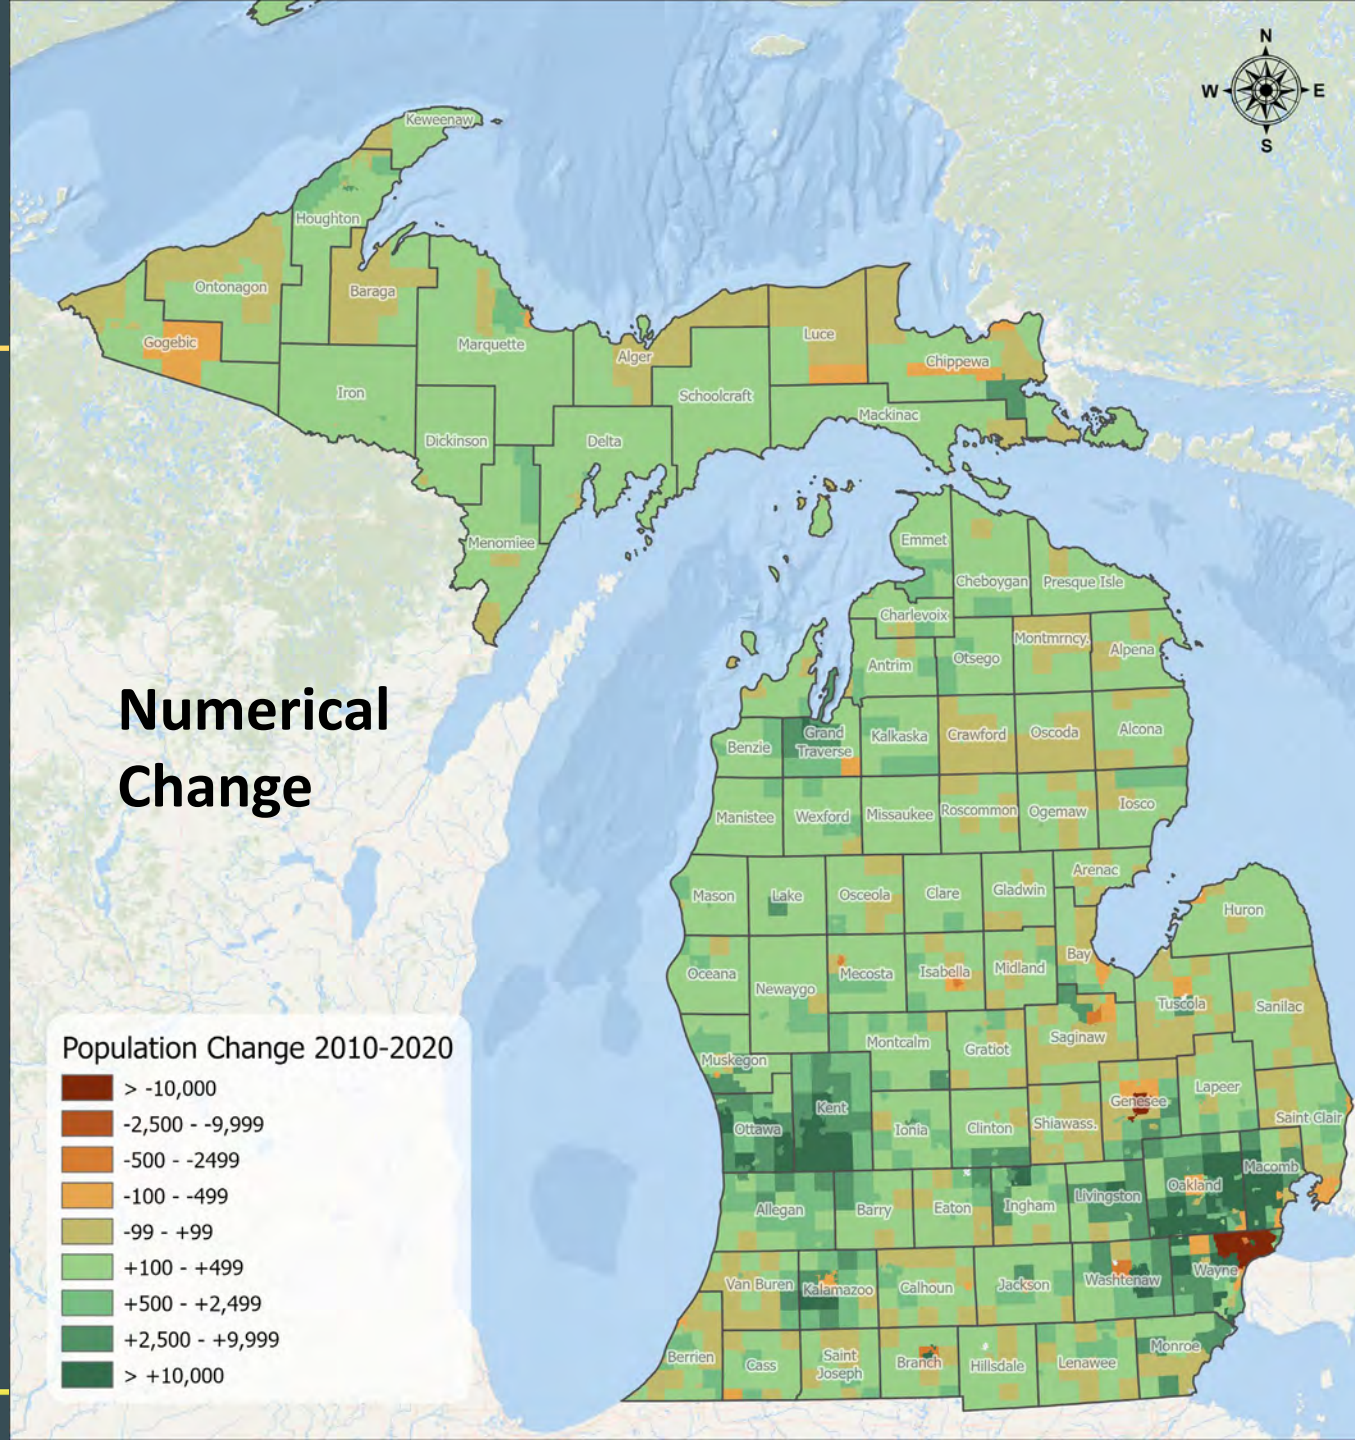 N
W E
S
Keweenaw
Houghton
Ontonagon
Baraga
Gogebic
Marquette
Alger
Luce
Chippewa
Iron
Schoolcraft
Mackinac
Dickinson
Delta
Menomiee
Emmet
Cheboygan
Presque Isle
Charlevoix
Montmrncy.
Alpena
Antrim
Otsego
Numerical
Change
Grand
Traverse
Benzie
Kalkaska
Crawford
Oscoda
Alcona
Manistee
Wexford
Missaukee
Roscommon
Ogemaw
Iosco
Arenac
Mason
Lake
Osceola
Clare
Gladwin
Huron
Oceana
Newaygo
Mecosta
Isabella
Midland
Bay
Tuscola
Sanilac
Muskegon
Montcalm
Gratiot
Saginaw
Kent
Ottawa
Ionia
Clinton
Shiawass.
Genesee
Lapeer
Saint Clair
Allegan
Barry
Eaton
Ingham
Livingston
Oakland
Macomb
Van Buren
Kalamazoo
Calhoun
Jackson
Washtenaw
Wayne
Berrien
Cass
Saint
Joseph
Branch
Hillsdale
Lenawee
Monroe
Population Change 2010-2020
> -10,000
-2,500 - -9,999
-500 - -2499
-100 - -499
-99 - +99
+100 - +499
+500 - +2,499
+2,500 - +9,999
> +10,000